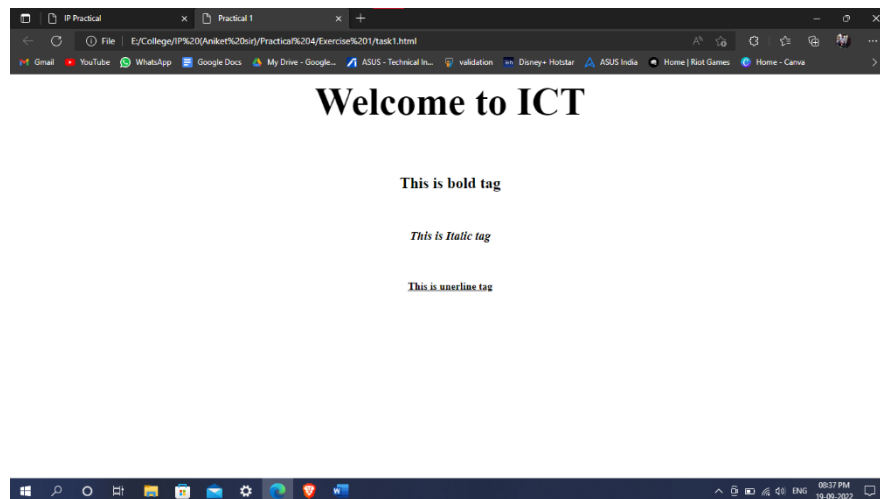 IP Practical
Practical 1
File E:/College/IP%20(Aniket%20sir)/Practical%204/Exercise%201/task1.html
Gmail YouTube WhatsApp Google Docs My Drive - Google... ASUS - Technical In... validation Disney+ Hotstar ASUS India Home | Riot Games Home - Canva
Welcome to ICT
This is bold tag
This is Italic tag
This is unerline tag
ENG 08:37 PM
19-09-2022